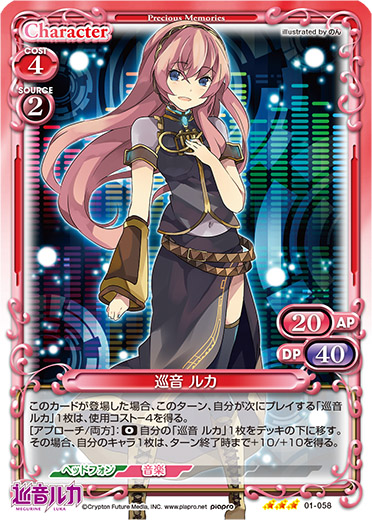 Precious Memories
Character
illustrated by のん
COST
4
SOURCE
2
20 AP
DP 40
巡音 ルカ
このカードが登場した場合、このターン、自分が次にプレイする「巡音
ルカ」1枚は、使用コスト－4を得る。
[アプローチ/両方]：自分の「巡音 ルカ」1枚をデッキの下に移す。
その場合、自分のキャラ1枚は、ターン終了時まで+10/+10を得る。
ヘッドフォン 音楽
巡音ルカ
MEGURINE LUKA
©Crypton Future Media, INC. www.piapro.net piapro
01-058